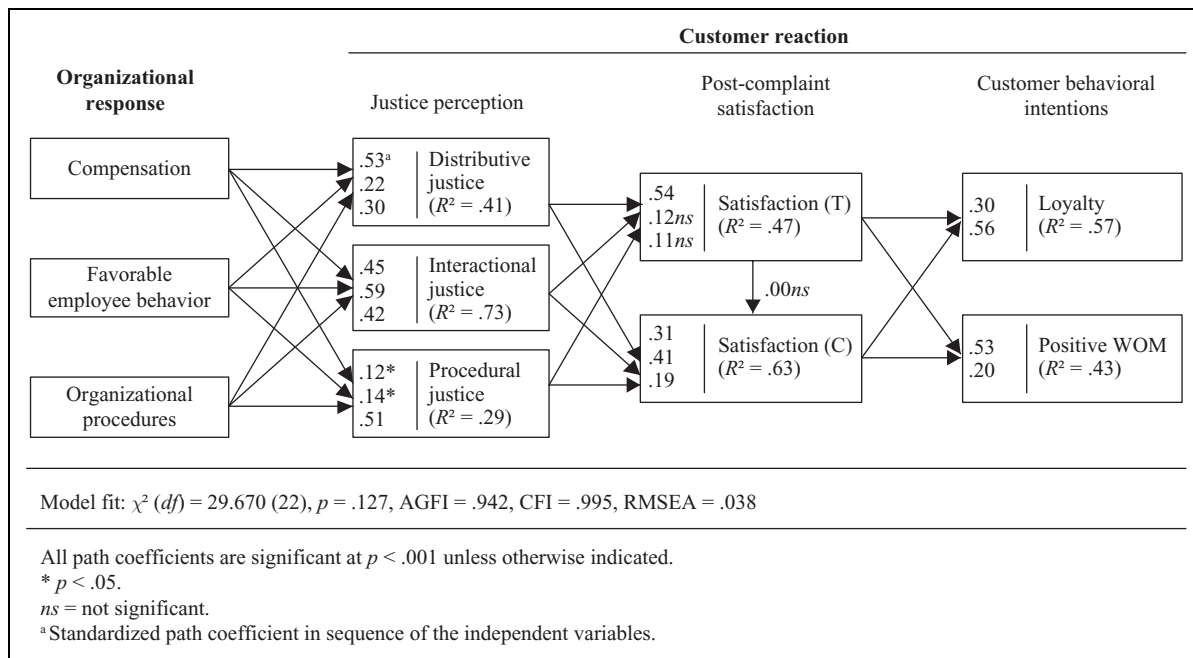 Customer reaction
Organizational
response
Justice perception
Post-complaint
satisfaction
Customer behavioral
intentions
Compensation
Favorable
employee behavior
Organizational
procedures
.53ᵃ
.22
.30
Distributive
justice
(R² = .41)
.45
.59
.42
Interactional
justice
(R² = .73)
.12*
.14*
.51
Procedural
justice
(R² = .29)
.54
.12ns
.11ns
Satisfaction (T)
(R² = .47)
.00ns
.31
.41
.19
Satisfaction (C)
(R² = .63)
.30
.56
Loyalty
(R² = .57)
.53
.20
Positive WOM
(R² = .43)
Model fit: χ² (df) = 29.670 (22), p = .127, AGFI = .942, CFI = .995, RMSEA = .038
All path coefficients are significant at p < .001 unless otherwise indicated.
* p < .05.
ns = not significant.
ᵃ Standardized path coefficient in sequence of the independent variables.